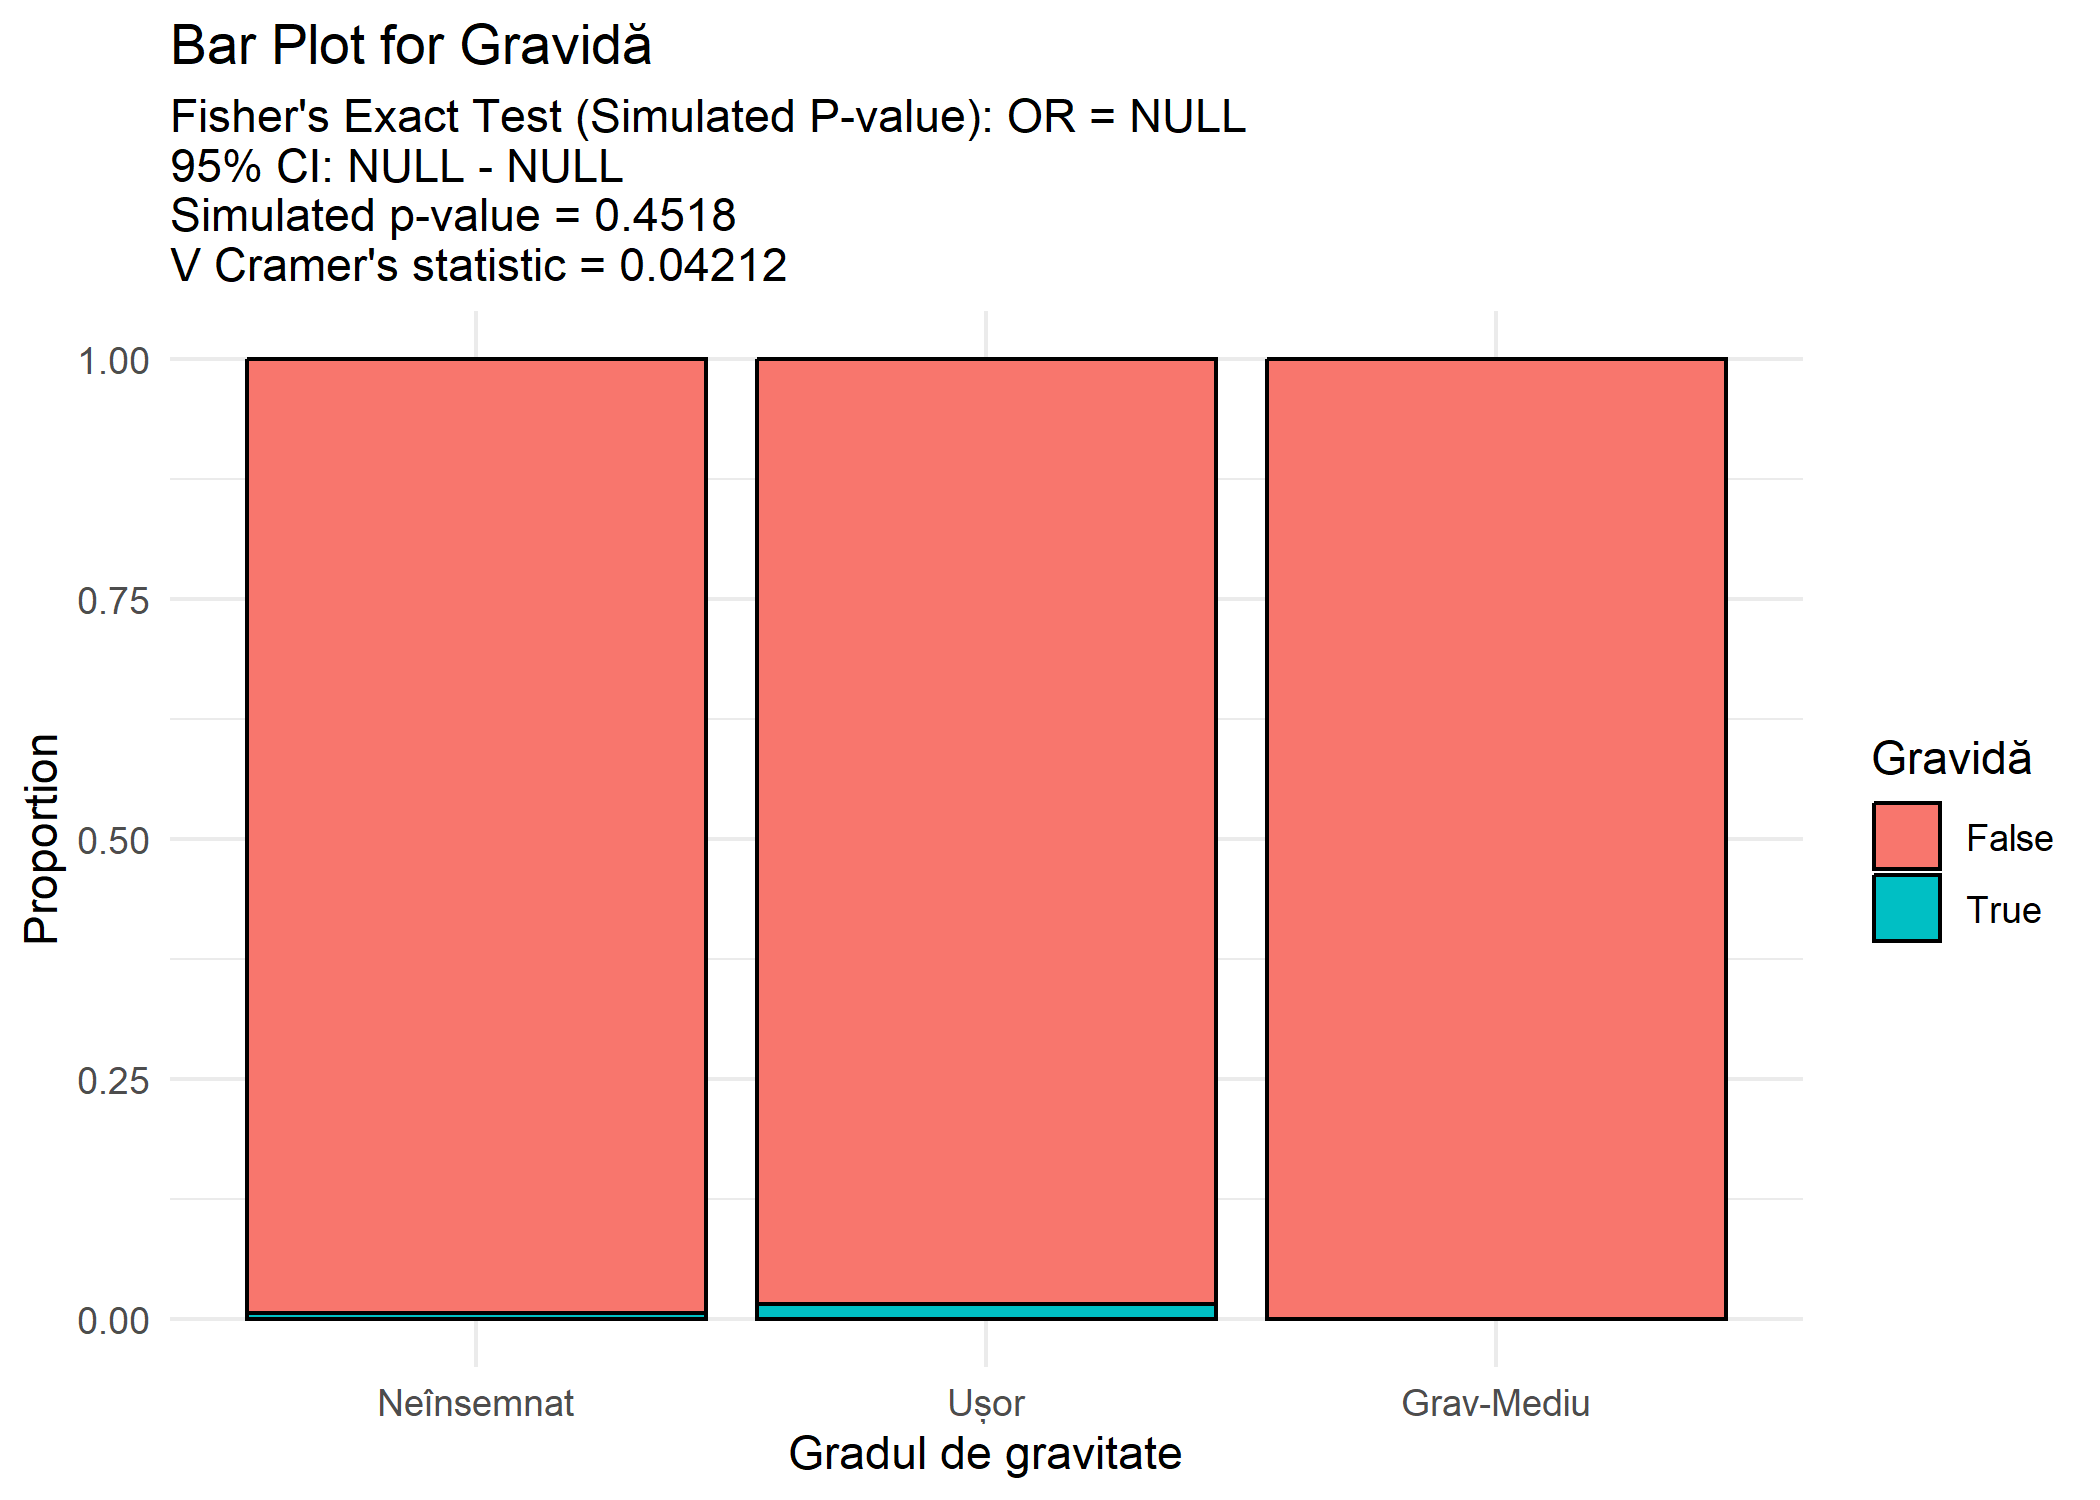 Bar Plot for Gravidă
Fisher's Exact Test (Simulated P-value): OR = NULL
95% CI: NULL - NULL
Simulated p-value = 0.4518
V Cramer's statistic = 0.04212
1.00
0.75
0.50
0.25
0.00
Proportion
Neînsemnat
Ușor
Grav-Mediu
Gradul de gravitate
Gravidă
False
True